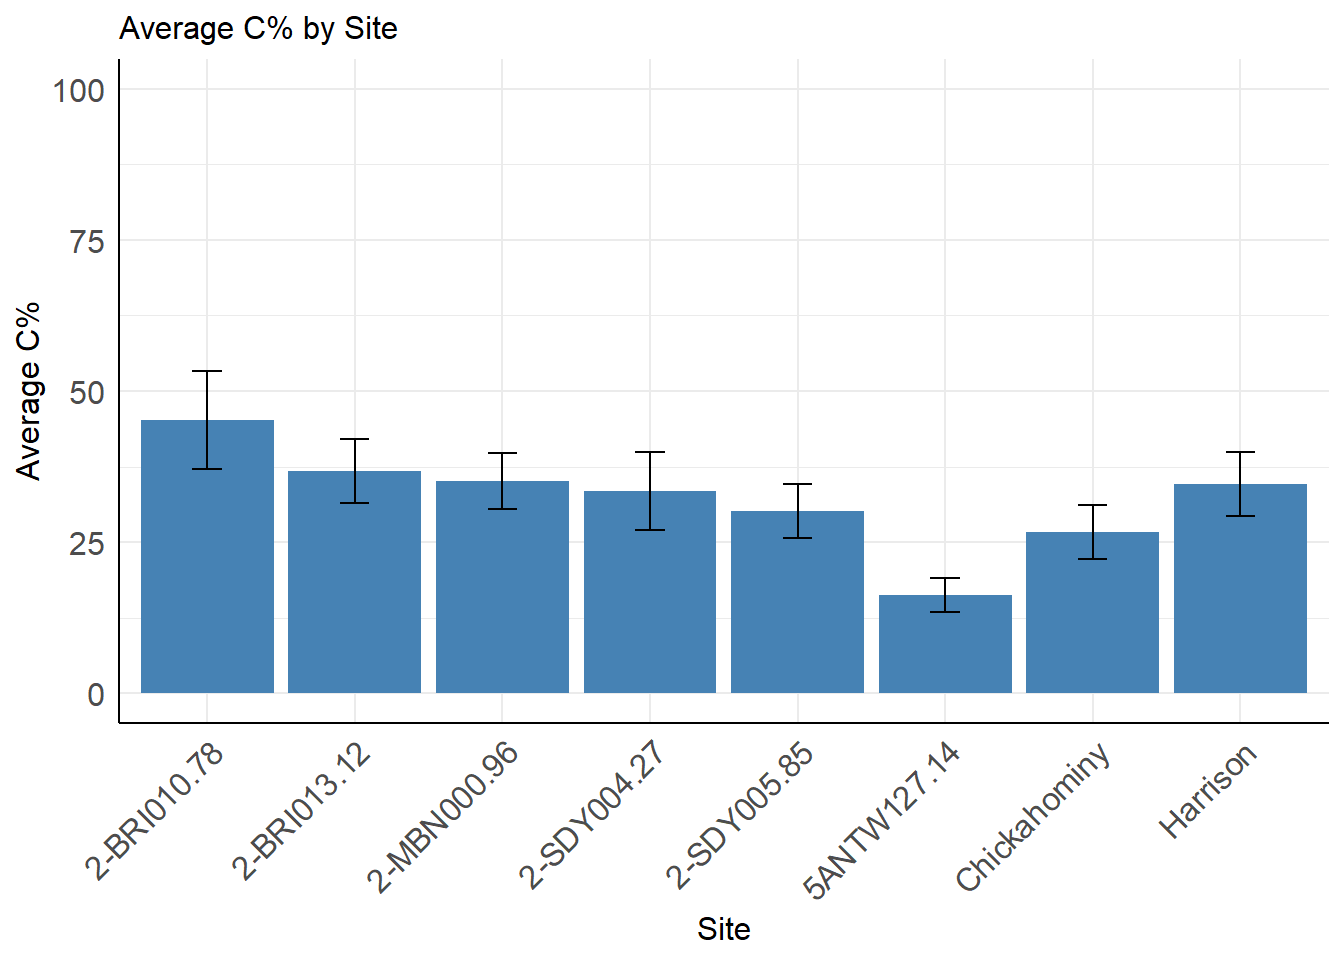 Average C% by Site
Average C%
100
75
50
25
0
2-BRI010.78
2-BRI013.12
2-MBN000.96
2-SDY004.27
2-SDY005.85
5ANTW127.14
Chickahominy
Harrison
Site